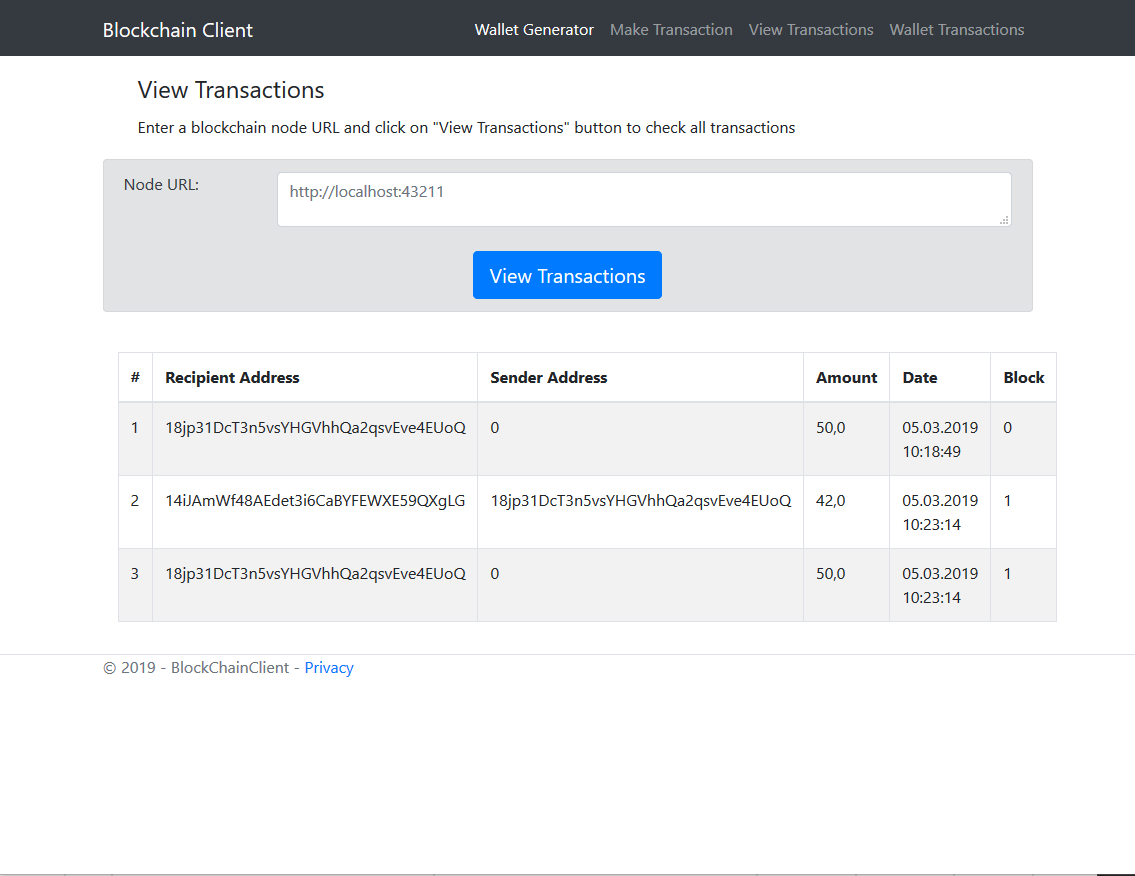 Blockchain Client Wallet Generator Make Transaction View Transactions Wallet Transactions
View Transactions
Enter a blockchain node URL and click on "View Transactions" button to check all transactions
Node URL: http://localhost:43211
View Transactions
# Recipient Address Sender Address Amount Date Block
1 18jp31DcT3n5vsYHGVhhQa2qsvEve4EUoQ 0 50,0 05.03.2019 0
10:18:49
2 14iJAmWf48AEdet3i6CaBYFEWXE59QXgLG 18jp31DcT3n5vsYHGVhhQa2qsvEve4EUoQ 42,0 05.03.2019 1
10:23:14
3 18jp31DcT3n5vsYHGVhhQa2qsvEve4EUoQ 0 50,0 05.03.2019 1
10:23:14
© 2019 - BlockChainClient - Privacy